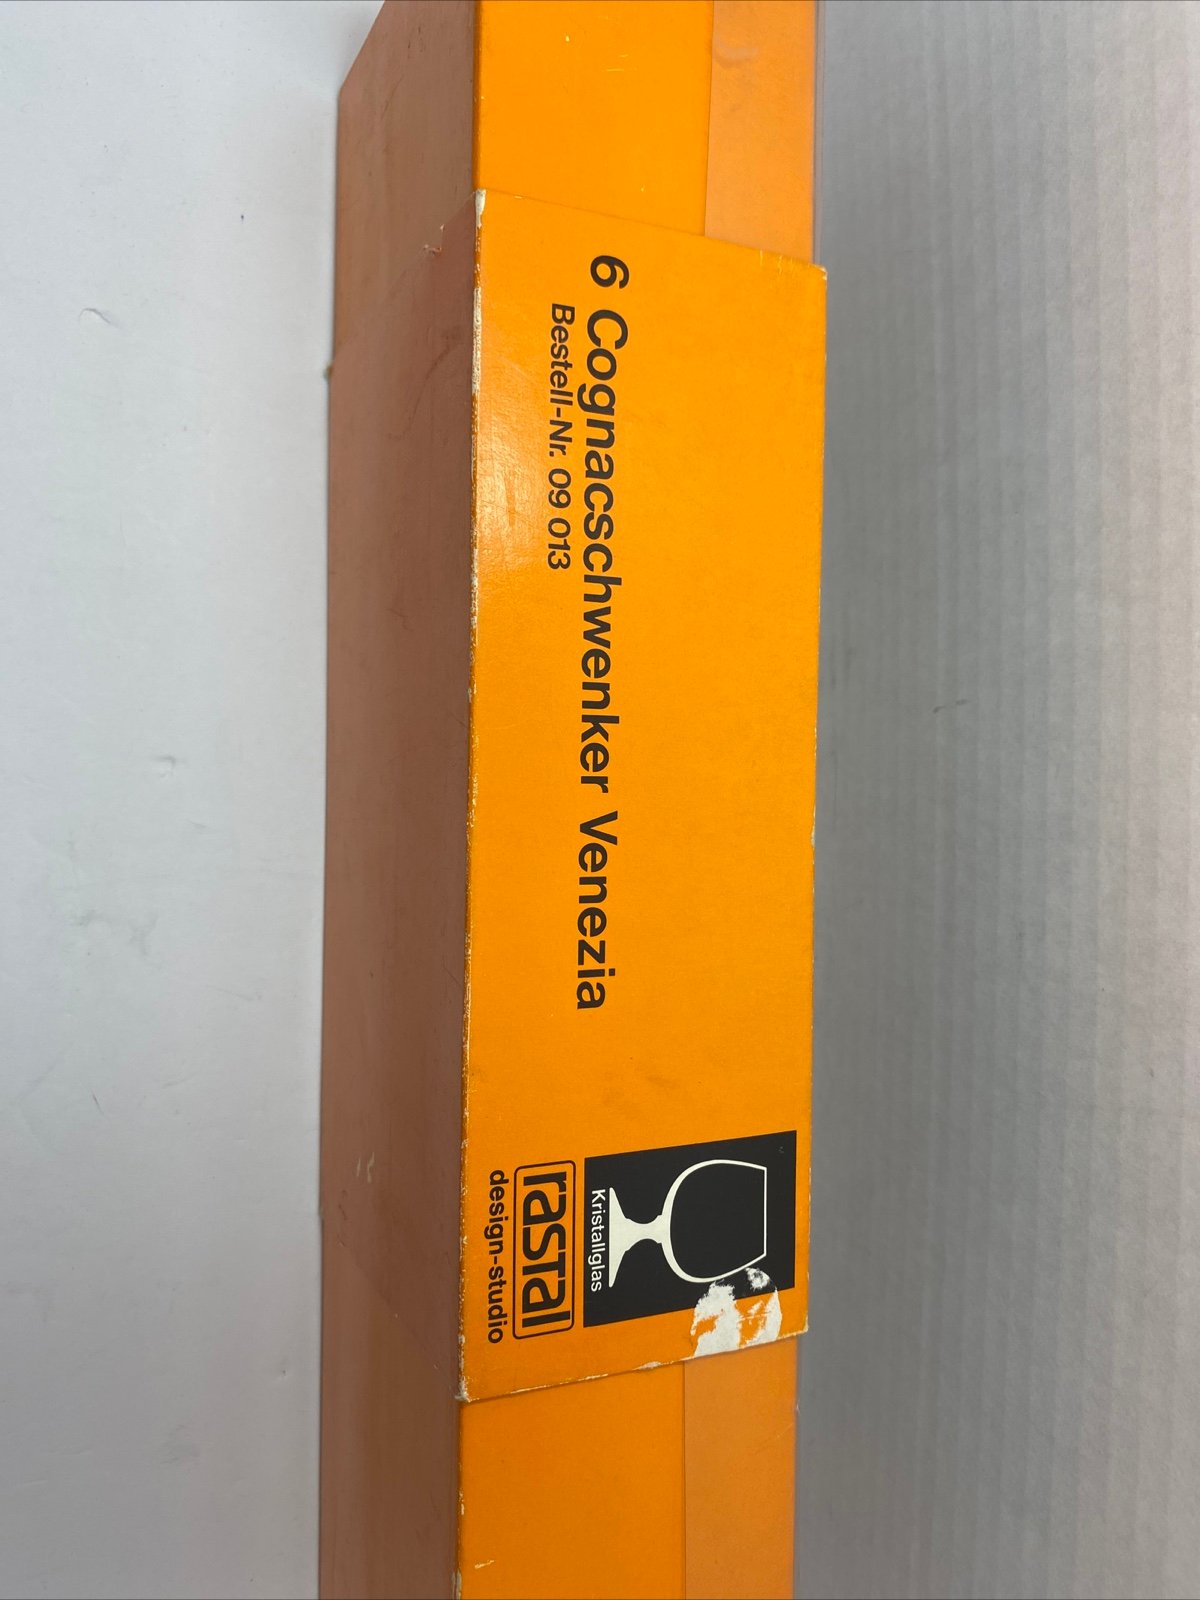 6 Cognacschwenker Venezia
Bestell-Nr. 09 013
Kristallglas
rastal
design-studio